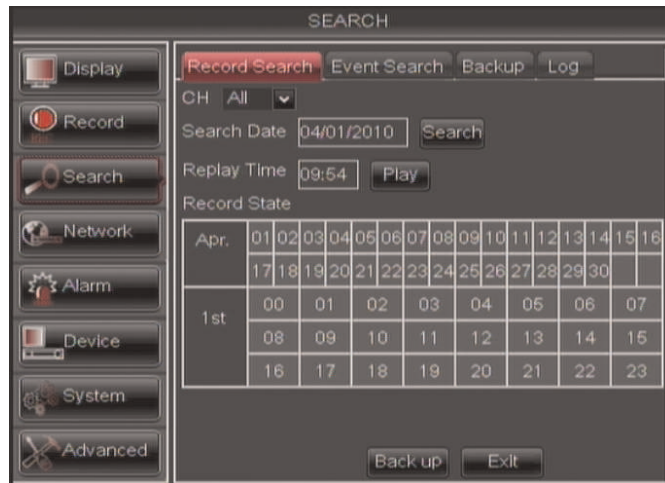 SEARCH
Display
Record
REC
Search
Network
Alarm
Device
System
Advanced
Record Search Event Search Backup Log
CH All
Search Date 04/01/2010 Search
Replay Time 09:54 Play
Record State
Apr. 01 02 03 04 05 06 07 08 09 10 11 12 13 14 15 16
17 18 19 20 21 22 23 24 25 26 27 28 29 30
1st 00 01 02 03 04 05 06 07
08 09 10 11 12 13 14 15
16 17 18 19 20 21 22 23
Back up Exit